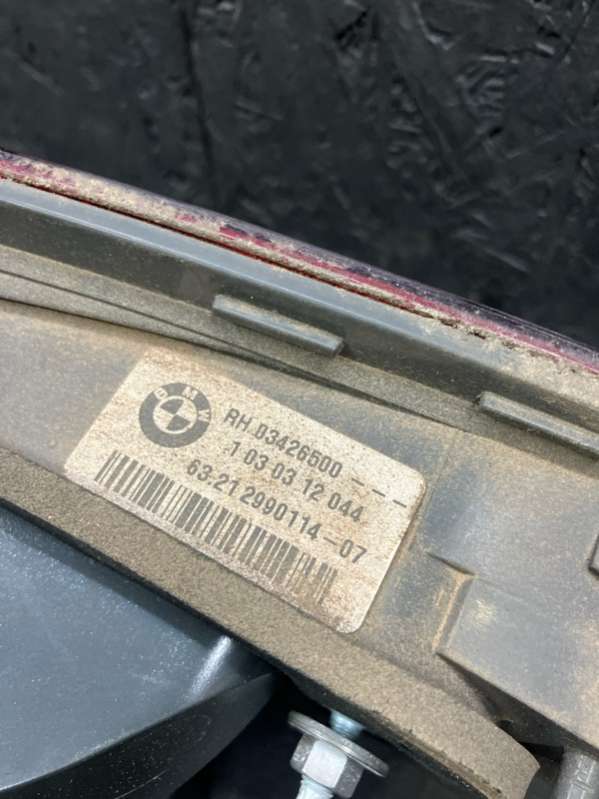 BMW
RH 03426500 ---
1 03 03 12 044
63.21 2990114-07